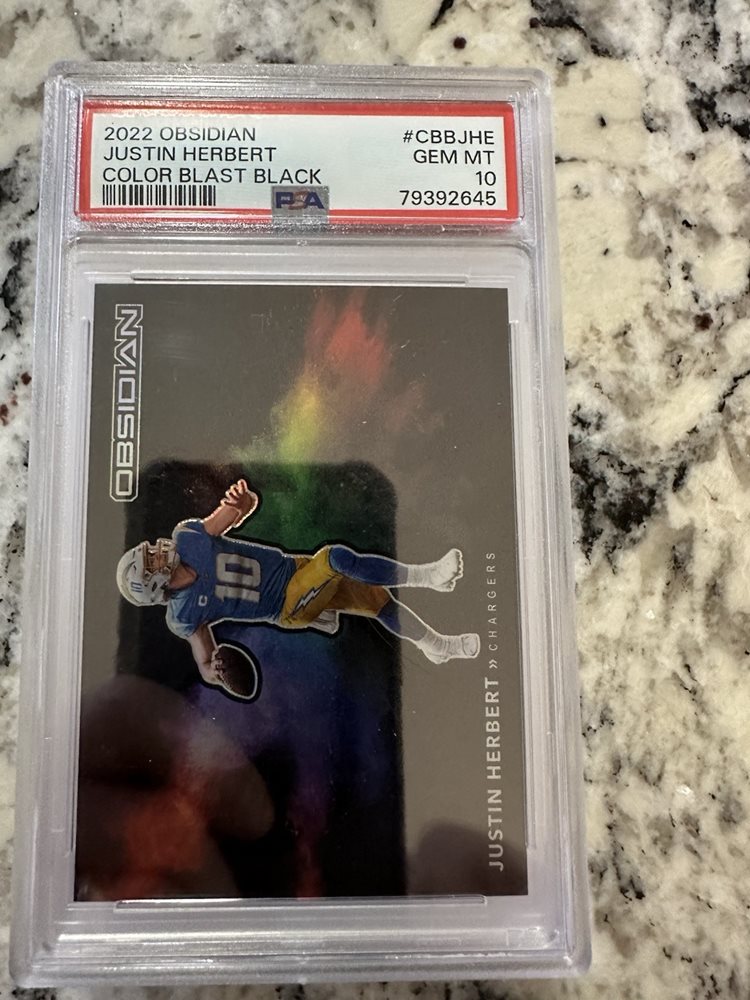 2022 OBSIDIAN #CBBJHE
JUSTIN HERBERT GEM MT
COLOR BLAST BLACK 10
PSA 79392645
OBSIDIAN
10
C
JUSTIN HERBERT » CHARGERS